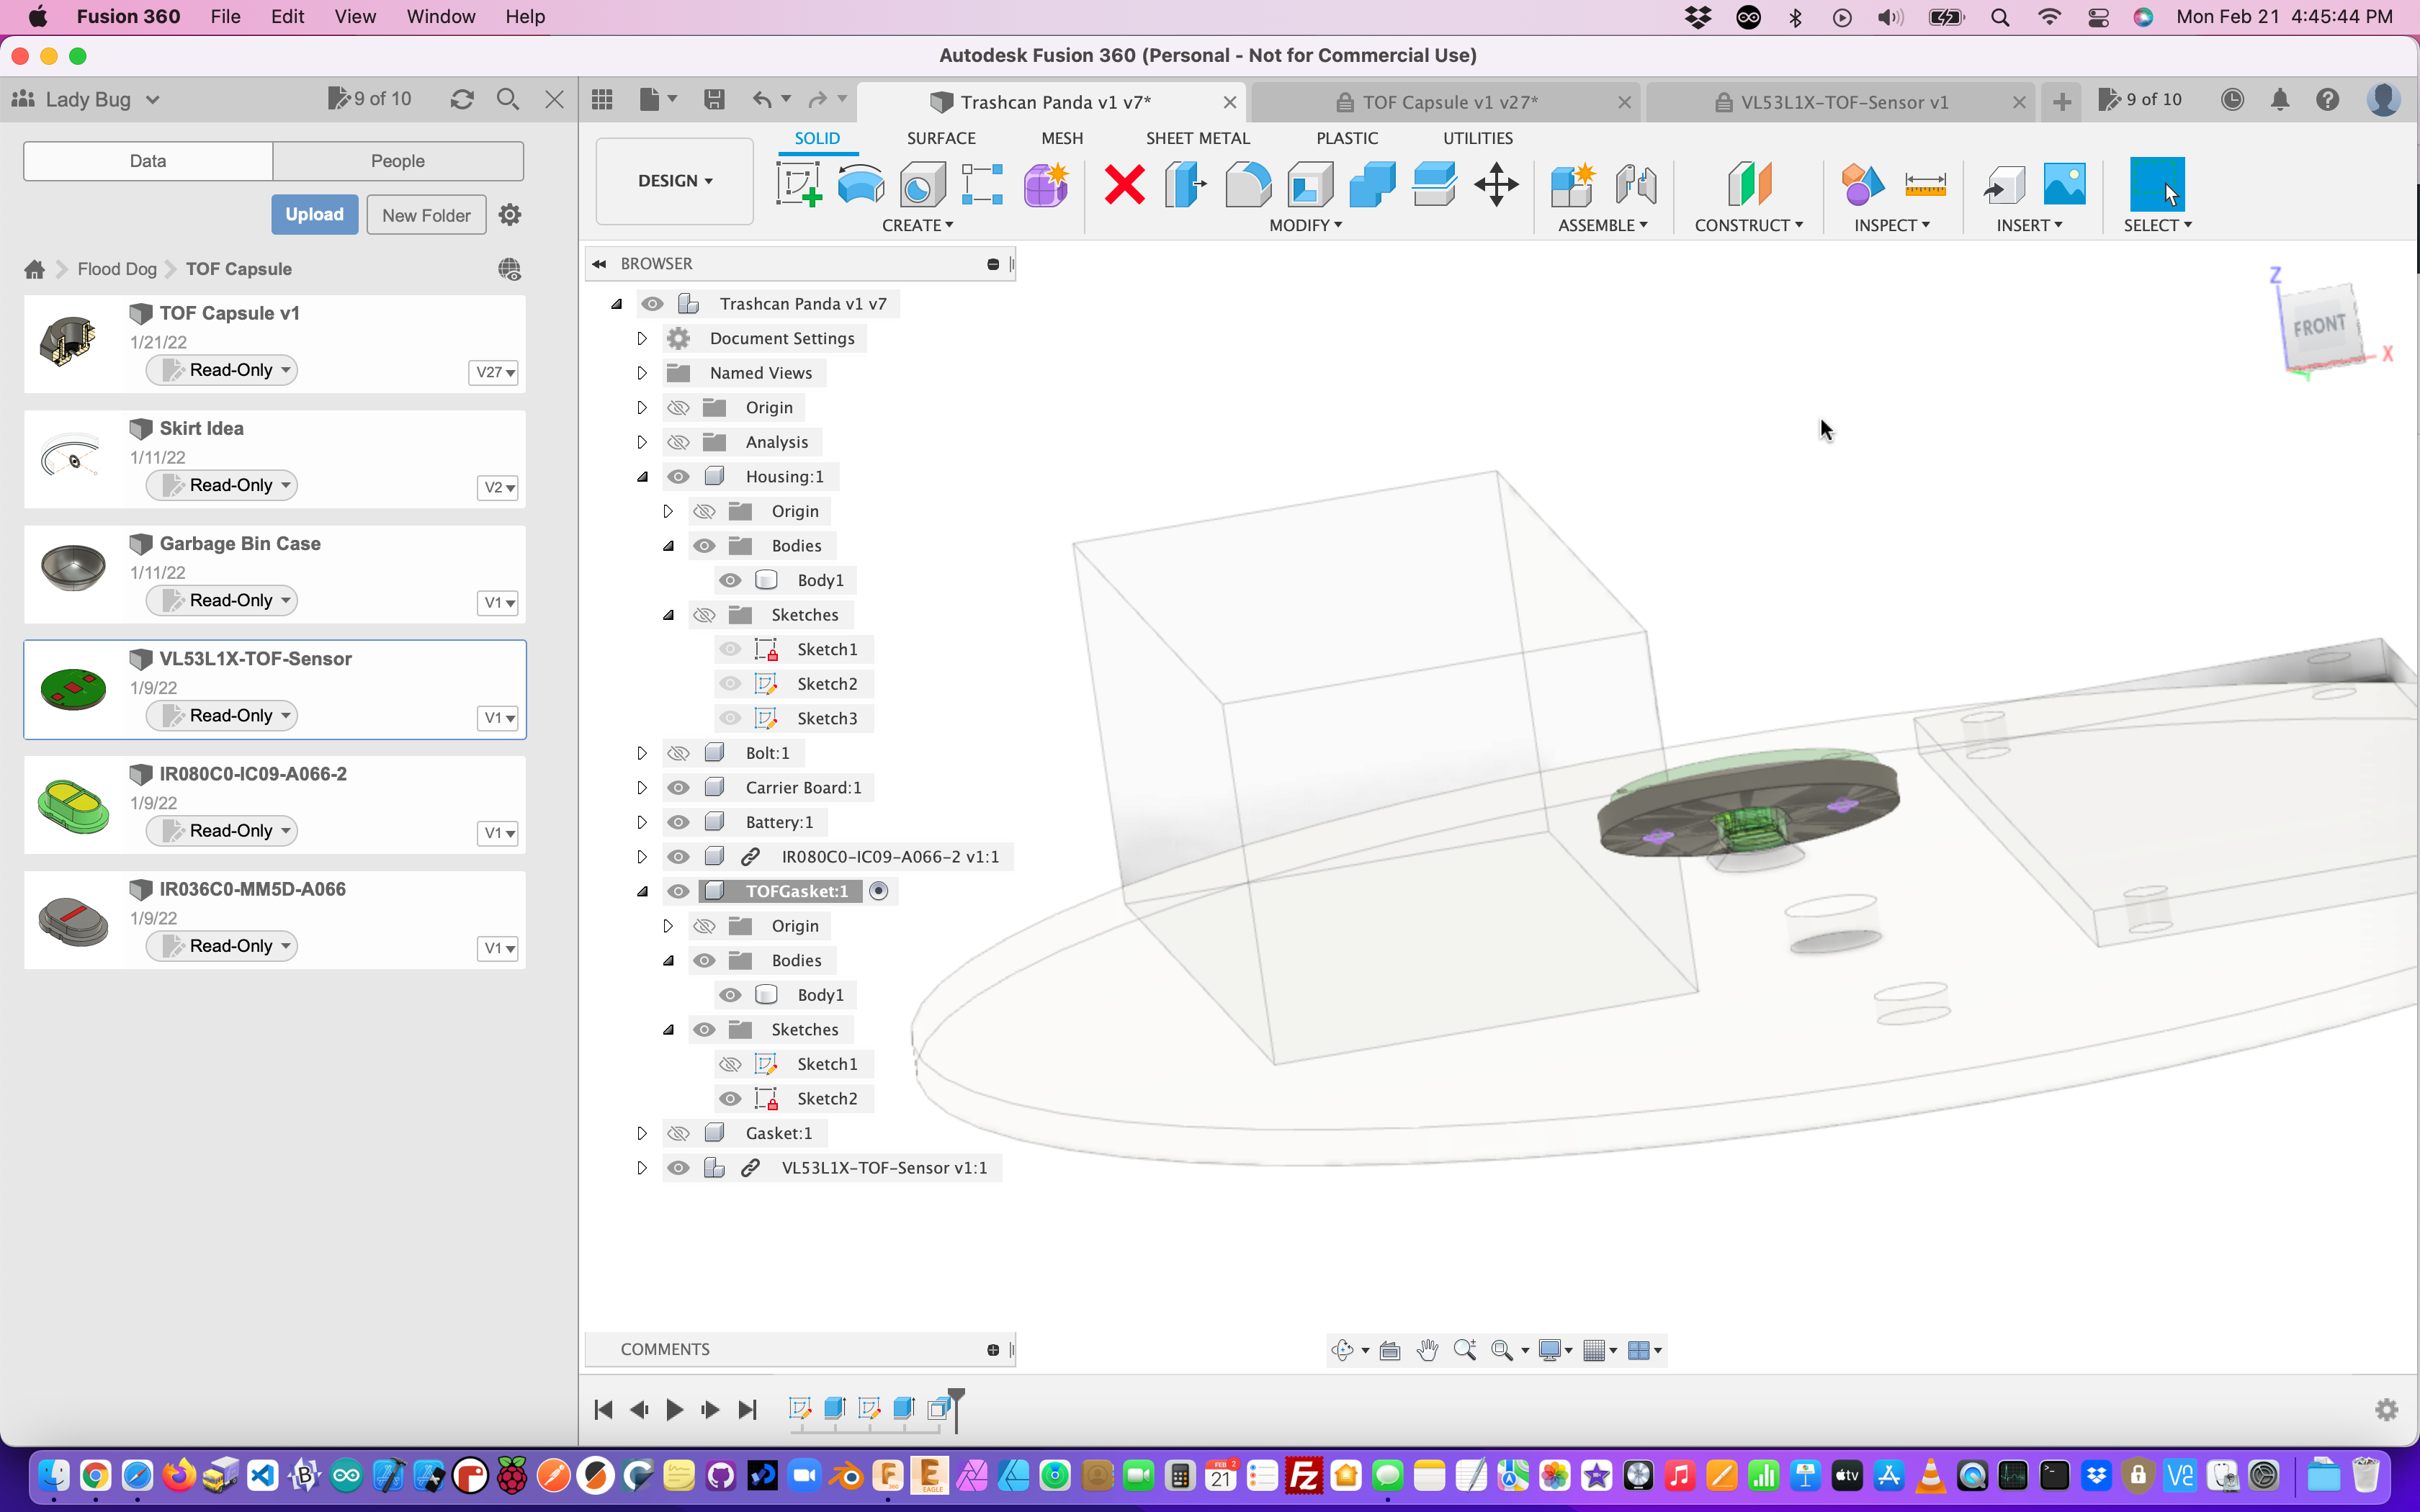 Fusion 360 File Edit View Window Help
Mon Feb 21 4:45:44 PM
Autodesk Fusion 360 (Personal - Not for Commercial Use)
Lady Bug 9 of 10
Trashcan Panda v1 v7*
TOF Capsule v1 v27*
VL53L1X-TOF-Sensor v1
9 of 10
Data People
Upload New Folder
Flood Dog TOF Capsule
TOF Capsule v1
1/21/22
Read-Only V27
Skirt Idea
1/11/22
Read-Only V2
Garbage Bin Case
1/11/22
Read-Only V1
VL53L1X-TOF-Sensor
1/9/22
Read-Only V1
IR080C0-IC09-A066-2
1/9/22
Read-Only V1
IR036C0-MM5D-A066
1/9/22
Read-Only V1
DESIGN
SOLID SURFACE MESH SHEET METAL PLASTIC UTILITIES
CREATE MODIFY ASSEMBLE CONSTRUCT INSPECT INSERT SELECT
BROWSER
Trashcan Panda v1 v7
Document Settings
Named Views
Origin
Analysis
Housing:1
Origin
Bodies
Body1
Sketches
Sketch1
Sketch2
Sketch3
Bolt:1
Carrier Board:1
Battery:1
IR080C0-IC09-A066-2 v1:1
TOFGasket:1
Origin
Bodies
Body1
Sketches
Sketch1
Sketch2
Gasket:1
VL53L1X-TOF-Sensor v1:1
Z
FRONT
X
COMMENTS
FEB 2
21
EAGLE
tv